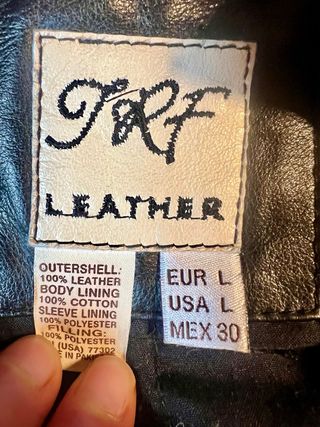 TRF
LEATHER
OUTERSHELL:
100% LEATHER
BODY LINING
100% COTTON
SLEEVE LINING
100% POLYESTER
FILLING:
100% POLYESTER
(USA) 77302
IN
EUR L
USA L
MEX 30